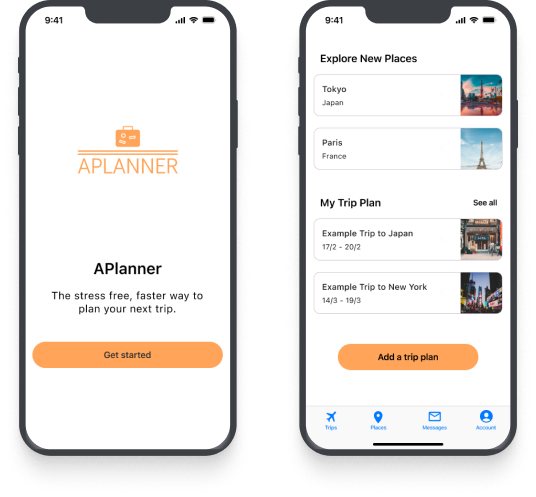 9:41
APLANNER
APlanner
The stress free, faster way to
plan your next trip.
Get started
9:41
Explore New Places
Tokyo
Japan
Paris
France
My Trip Plan
See all
Example Trip to Japan
17/2 - 20/2
Example Trip to New York
14/3 - 19/3
Add a trip plan
Trips
Places
Messages
Account